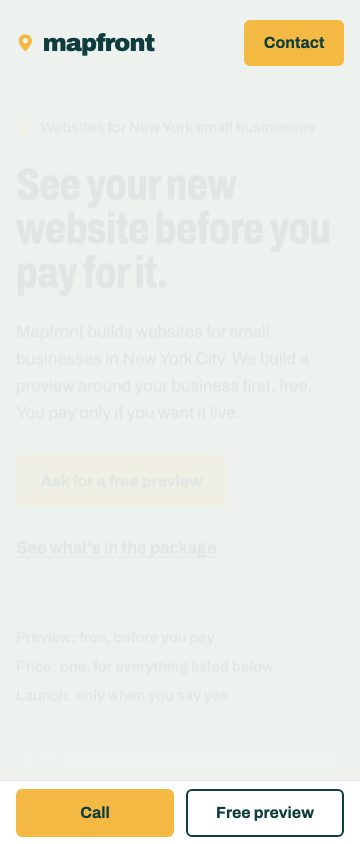 mapfront
Contact
Websites for New York small businesses
See your new
website before you
pay for it.
Mapfront builds websites for small
businesses in New York City. We build a
preview around your business first, free.
You pay only if you want it live.
Ask for a free preview
See what's in the package
Preview: free, before you pay
Price: one, for everything listed below
Launch: only when you say yes
Call
Free preview